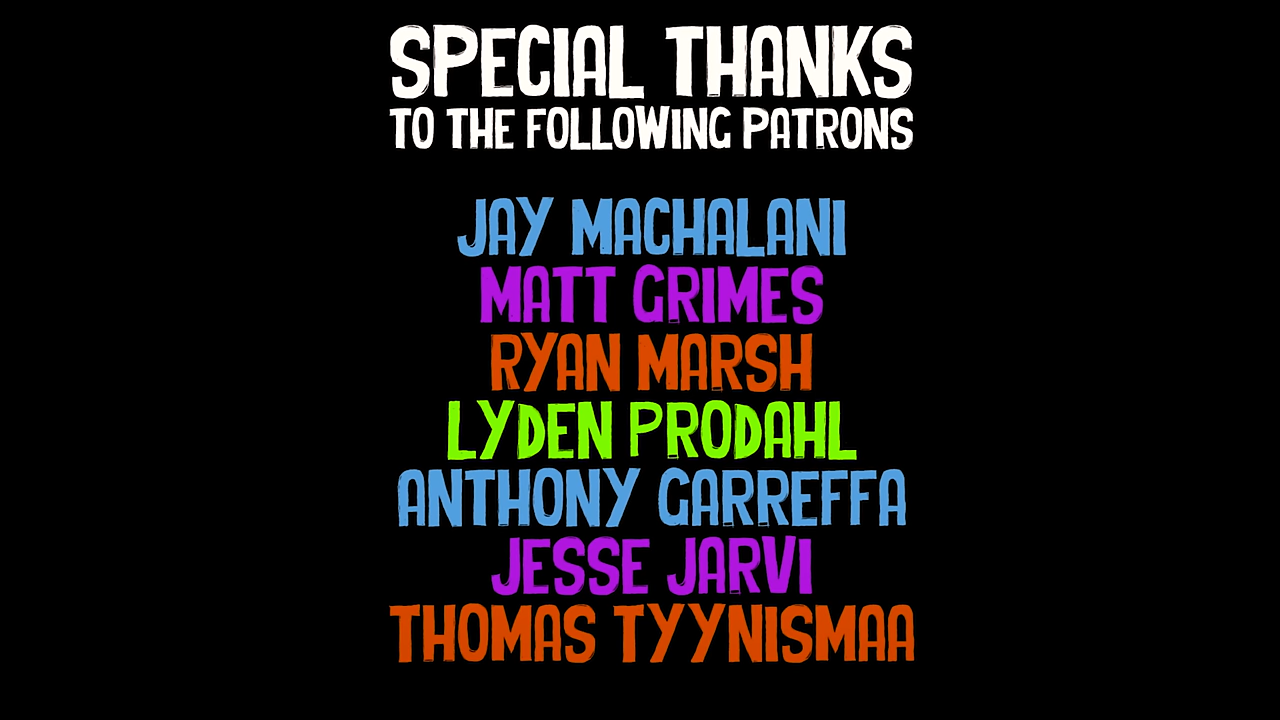 SPECIAL THANKS
TO THE FOLLOWING PATRONS
JAY MACHALANI
MATT GRIMES
RYAN MARSH
LYDEN PRODAHL
ANTHONY GARREFFA
JESSE JARVI
THOMAS TYYNISMAA